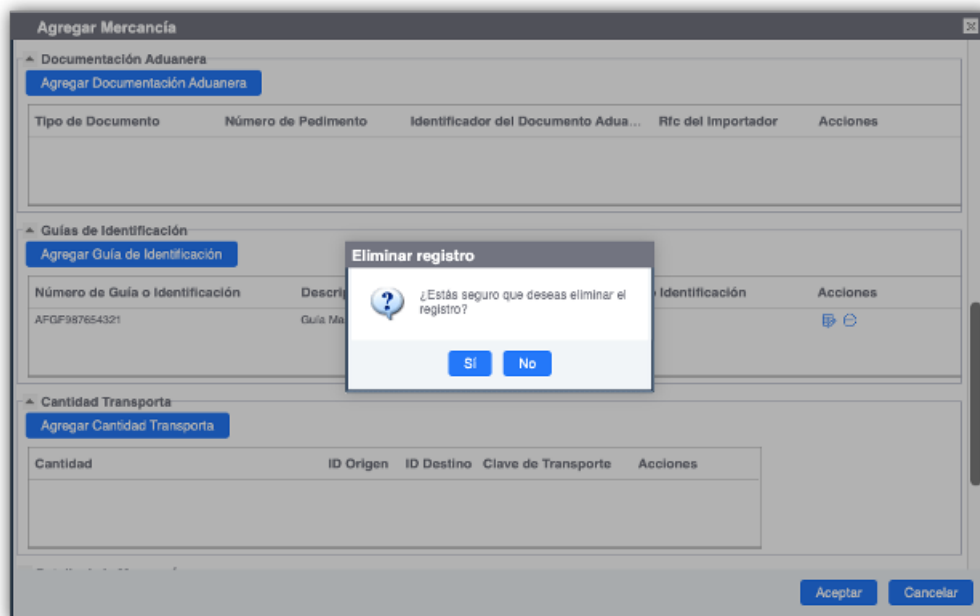 Agregar Mercancía
Documentación Aduanera
Agregar Documentación Aduanera
Tipo de Documento Número de Pedimento Identificador del Documento Adua... Rfc del Importador Acciones
Guías de Identificación
Agregar Guía de Identificación
Eliminar registro
Número de Guía o Identificación Identificación Acciones
¿Estás seguro que deseas eliminar el
registro?
AFGF987654321 Guía
Sí No
Cantidad Transporta
Agregar Cantidad Transporta
Cantidad ID Origen ID Destino Clave de Transporte Acciones
Aceptar Cancelar